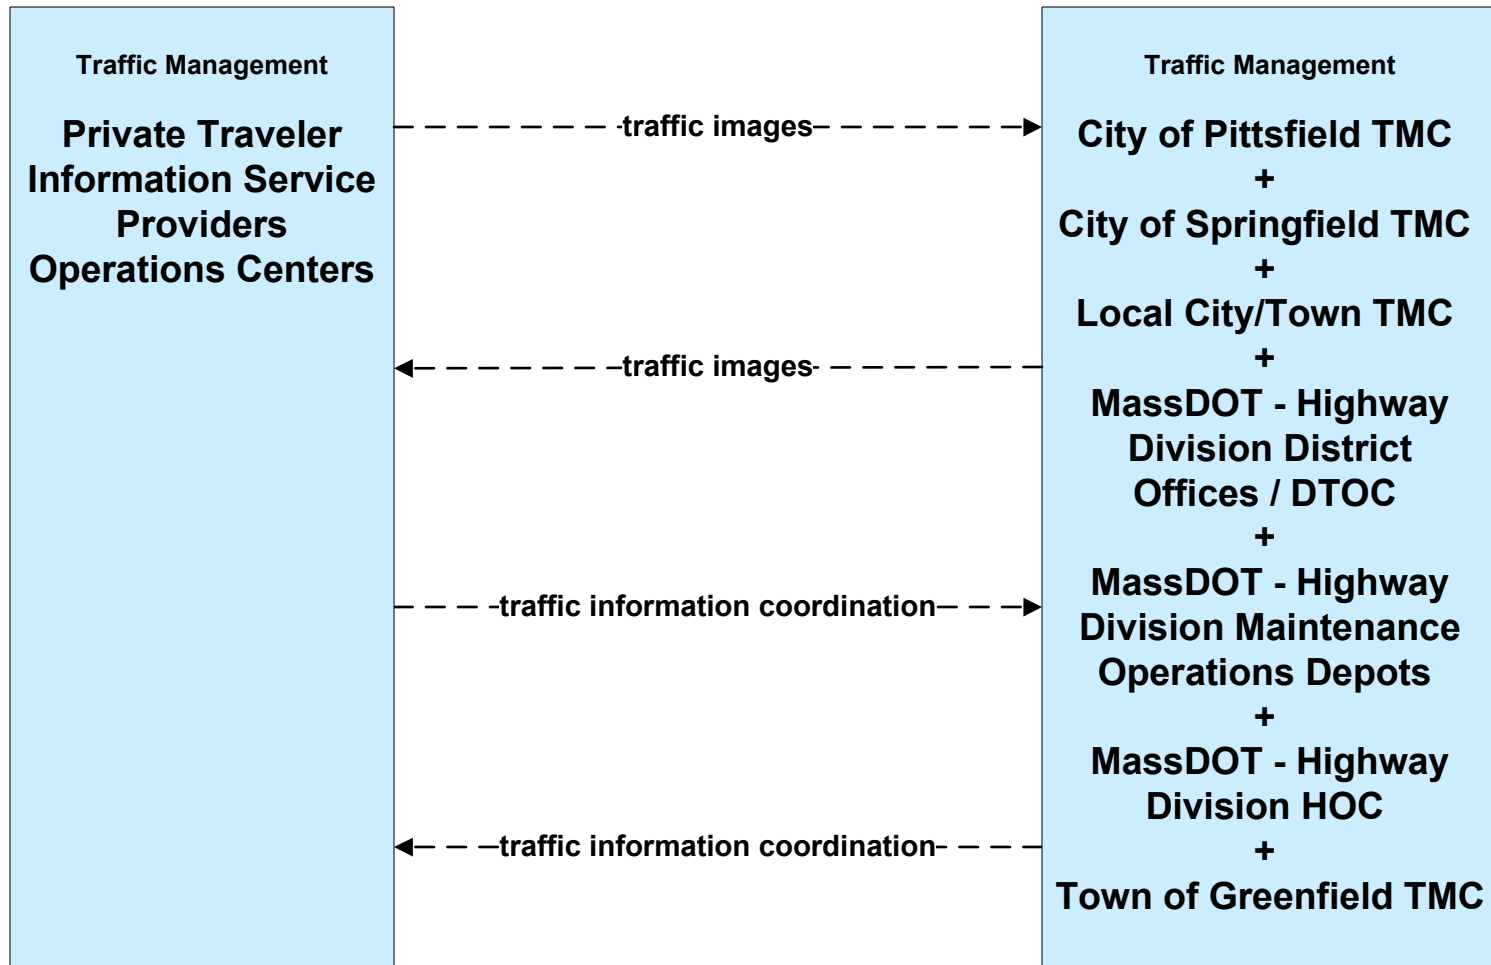 Traffic Management
Private Traveler
Information Service
Providers
Operations Centers
traffic images
traffic images
traffic information coordination
traffic information coordination
Traffic Management
City of Pittsfield TMC
+
City of Springfield TMC
+
Local City/Town TMC
+
MassDOT - Highway
Division District
Offices / DTOC
+
MassDOT - Highway
Division Maintenance
Operations Depots
+
MassDOT - Highway
Division HOC
+
Town of Greenfield TMC